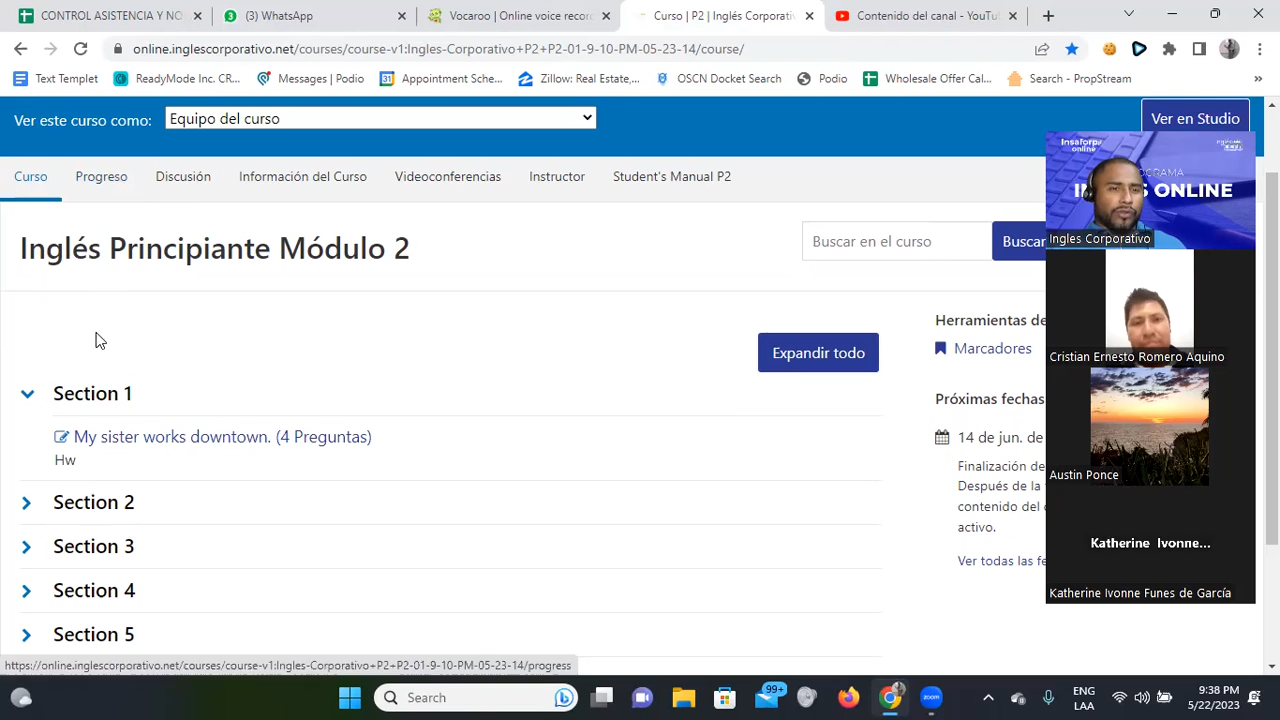 CONTROL ASISTENCIA Y NO
(3) WhatsApp
Vocaroo | Online voice recor
Curso | P2 | Inglés Corporativ
Contenido del canal - YouTu
online.inglescorporativo.net/courses/course-v1:Ingles-Corporativo+P2+P2-01-9-10-PM-05-23-14/course/
Text Templet
ReadyMode Inc. CR...
Messages | Podio
Appointment Sche...
Zillow: Real Estate,...
OSCN Docket Search
Podio
Wholesale Offer Cal...
Search - PropStream
»
Ver este curso como:
Equipo del curso
Ver en Studio
Curso
Progreso
Discusión
Información del Curso
Videoconferencias
Instructor
Student's Manual P2
Inglés Principiante Módulo 2
Buscar en el curso
Buscar
Expandir todo
Section 1
My sister works downtown. (4 Preguntas)
Hw
Section 2
Section 3
Section 4
Section 5
Herramientas de
Marcadores
Próximas fechas
14 de jun. de
Finalización de
Después de la
contenido del
activo.
Ver todas las fe
Insaforp
online
ONLINE
Ingles Corporativo
Cristian Ernesto Romero Aquino
Austin Ponce
Katherine Ivonne...
Katherine Ivonne Funes de García
https://online.inglescorporativo.net/courses/course-v1:Ingles-Corporativo+P2+P2-01-9-10-PM-05-23-14/progress
Search
99+
zoom
ENG
LAA
9:38 PM
5/22/2023